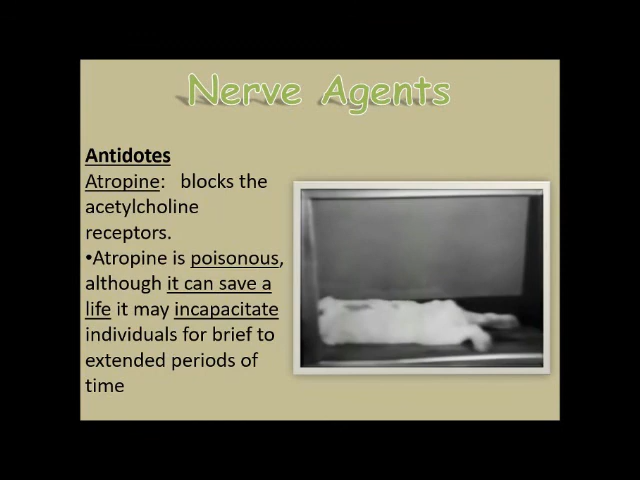 Nerve Agents
Antidotes
Atropine:   blocks the
acetylcholine
receptors.
•Atropine is poisonous,
although it can save a
life it may incapacitate
individuals for brief to
extended periods of
time